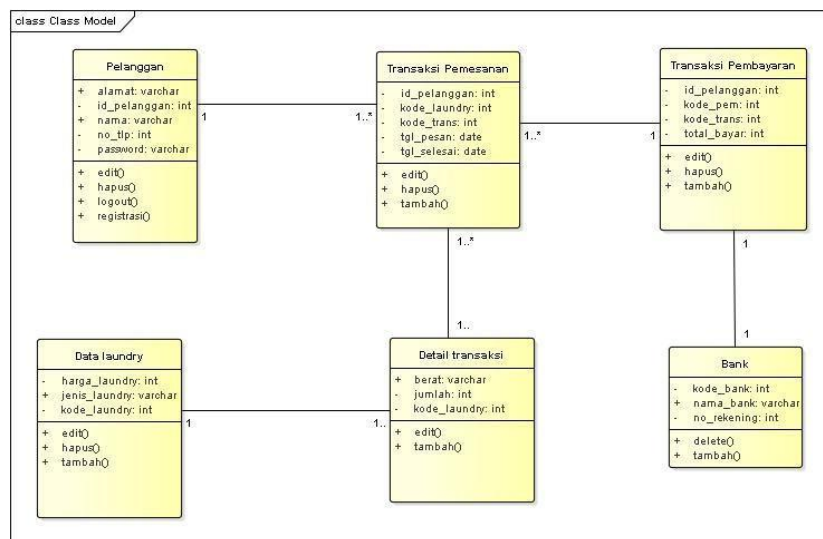 class Class Model
Pelanggan
+ alamat: varchar
- id_pelanggan: int
+ nama: varchar
- no_tlp: int
- password: varchar
+ edit()
+ hapus()
+ logout()
+ registrasi()
1
1..*
Transaksi Pemesanan
- id_pelanggan: int
- kode_laundry: int
- kode_trans: int
- tgl_pesan: date
- tgl_selesai: date
+ edit()
+ hapus()
+ tambah()
1..*
1
Transaksi Pembayaran
- id_pelanggan: int
- kode_pem: int
- kode_trans: int
- total_bayar: int
+ edit()
+ hapus()
+ tambah()
1..*
1..
1
1
Data laundry
- harga_laundry: int
+ jenis_laundry: varchar
- kode_laundry: int
+ edit()
+ hapus()
+ tambah()
1
1..
Detail transaksi
+ berat: varchar
- jumlah: int
- kode_laundry: int
+ edit()
+ tambah()
Bank
- kode_bank: int
+ nama_bank: varchar
- no_rekening: int
+ delete()
+ tambah()